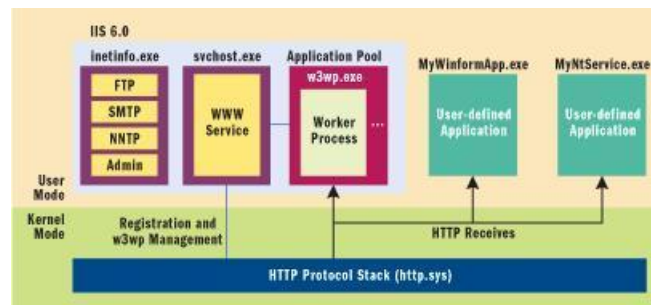 IIS 6.0
inetinfo.exe
svchost.exe
Application Pool
MyWinformApp.exe
MyNtService.exe
FTP
SMTP
NNTP
Admin
WWW
Service
w3wp.exe
Worker
Process
...
User-defined
Application
User-defined
Application
User
Mode
Kernel
Mode
Registration and
w3wp Management
HTTP Receives
HTTP Protocol Stack (http.sys)